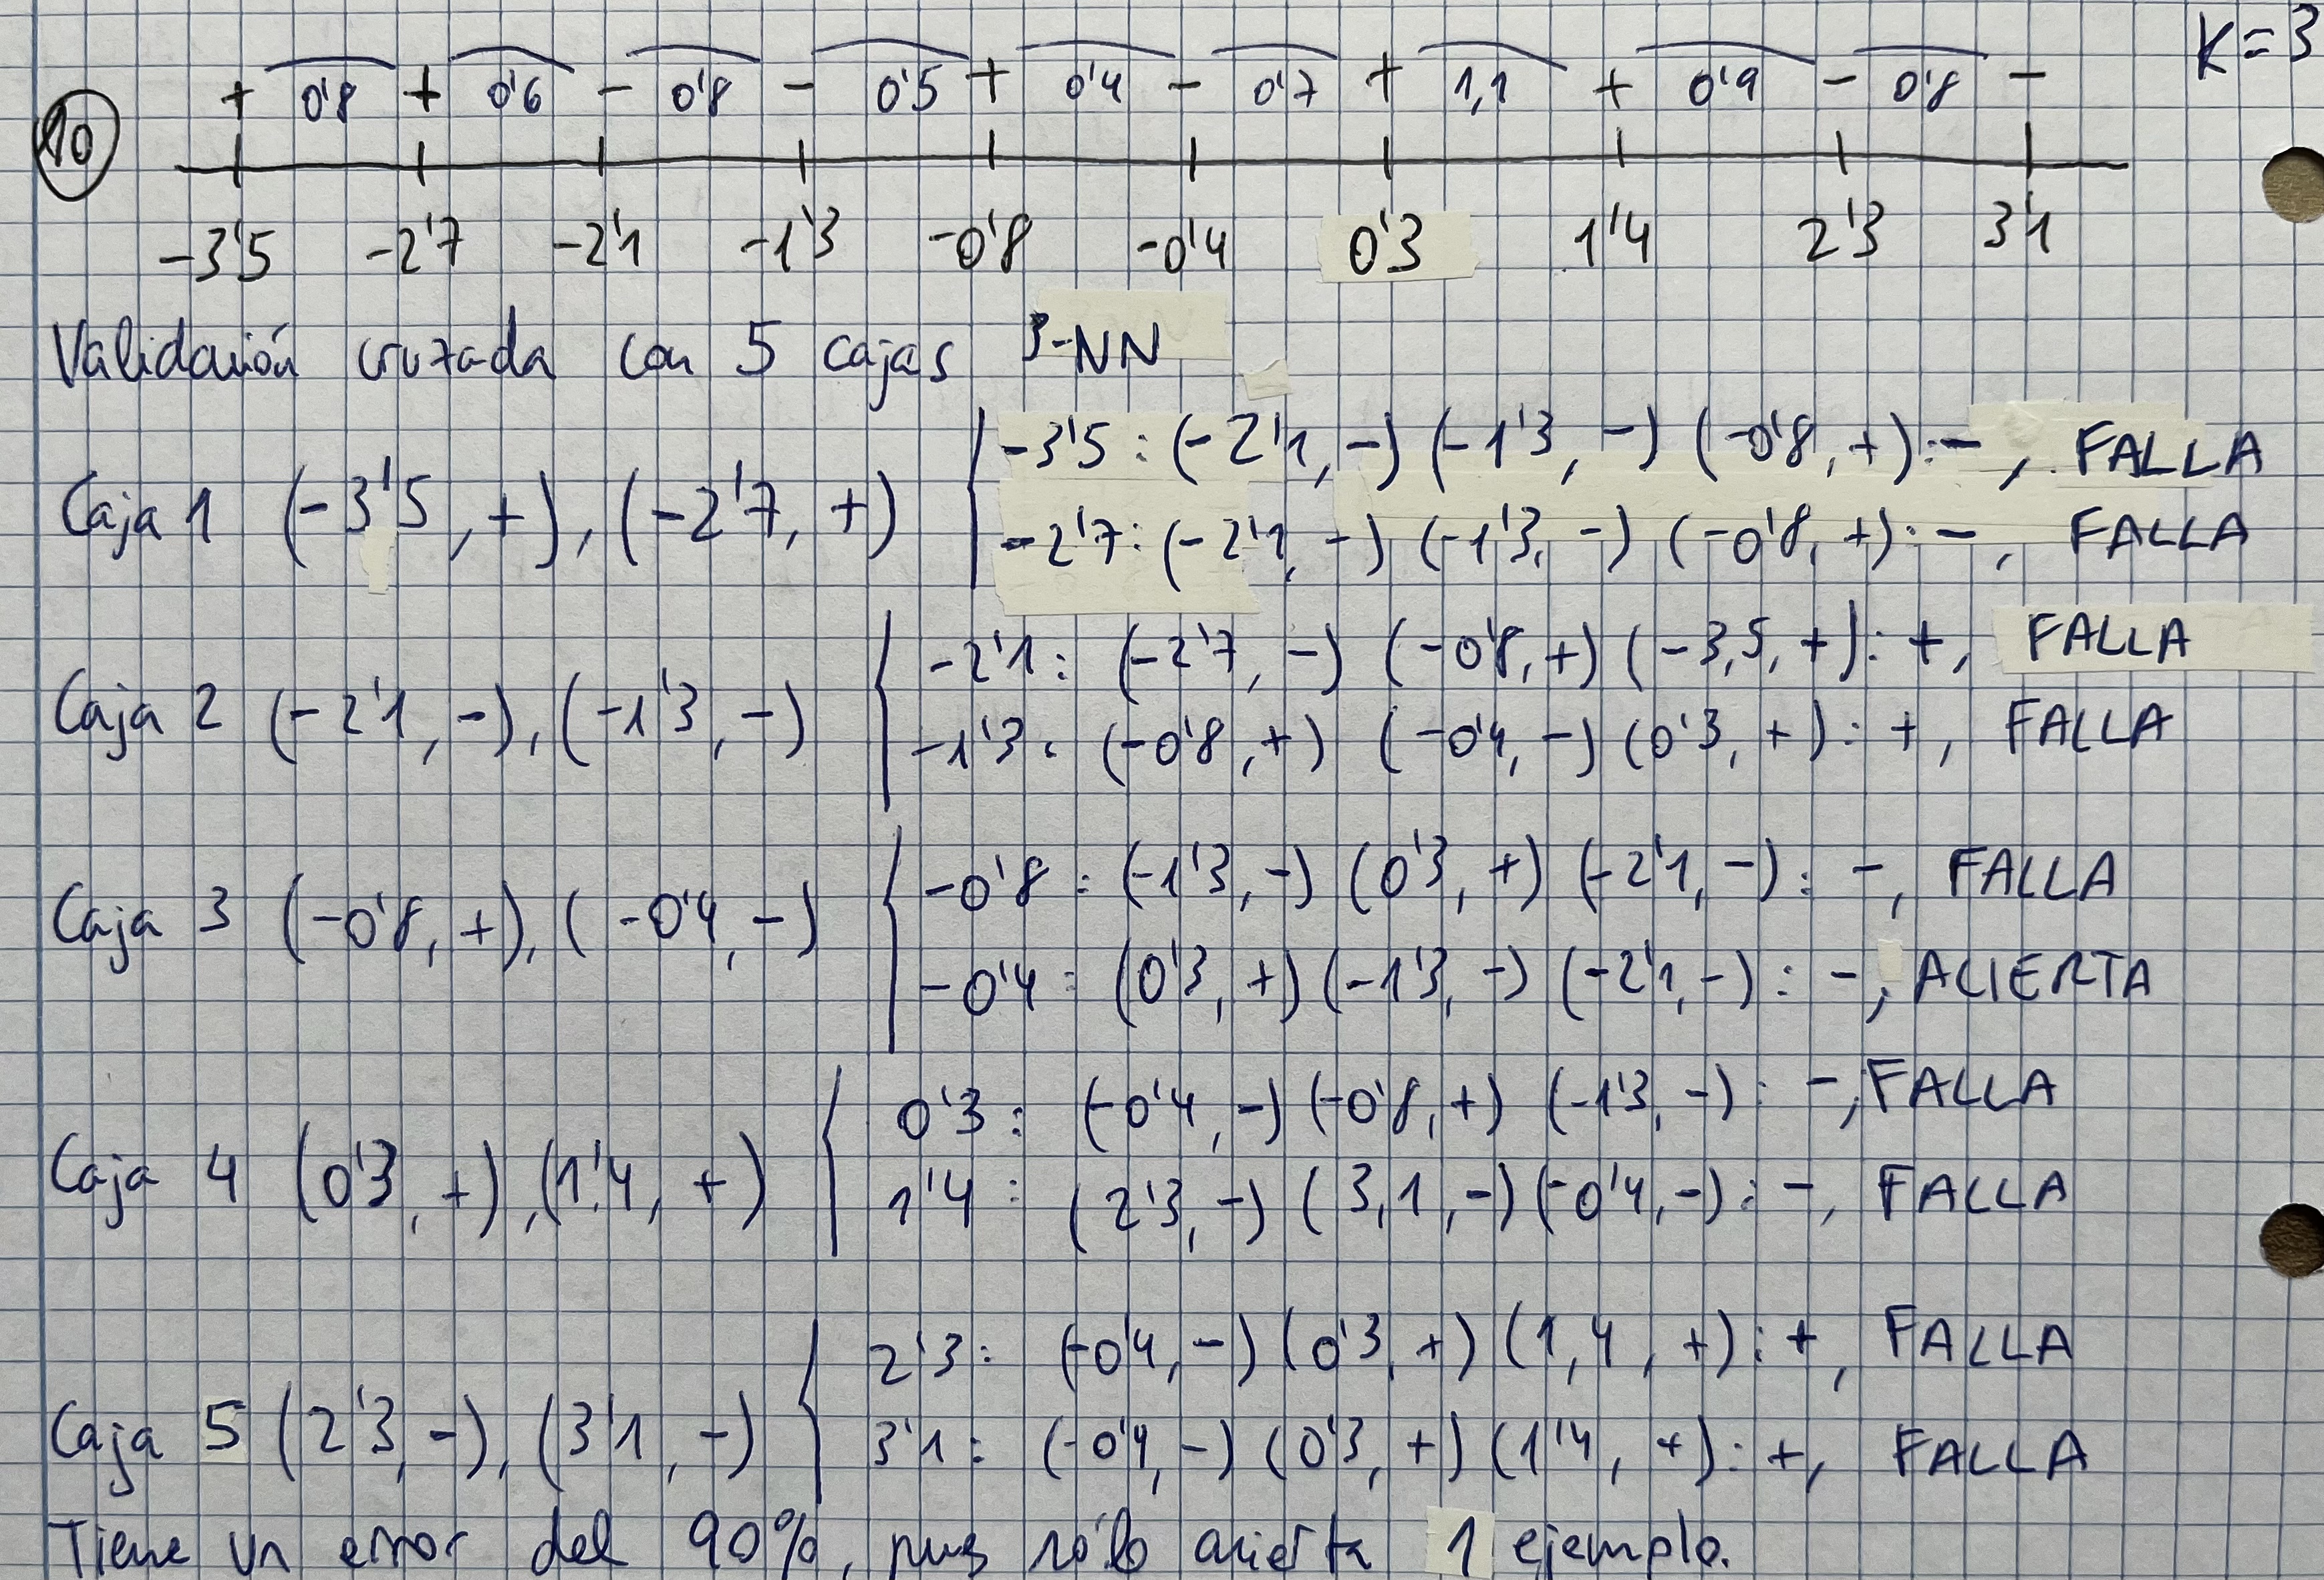 K=3
+ 0'8 + 0'6 - 0'8 - 0'5 + 0'4 - 0'7 + 1,1 + 0'9 - 0'8 -
10
-3'5 -2'7 -2'1 -1'3 -0'8 -0'4 0'3 1'4 2'3 3'1
Validación cruzada con 5 cajas 3-NN
-3'5: (-2'1, -) (-1'3, -) (-0'8, +): -, FALLA
Caja 1 (-3'5, +), (-2'7, +)
-2'7: (-2'1, -) (-1'3, -) (-0'8, +): -, FALLA
-2'1: (-2'7, -) (-0'8, +) (-3,5, +): +, FALLA
Caja 2 (-2'1, -), (-1'3, -)
-1'3: (-0'8, +) (-0'4, -) (0'3, +): +, FALLA
-0'8: (-1'3, -) (0'3, +) (-2'1, -): -, FALLA
Caja 3 (-0'8, +), (-0'4, -)
-0'4: (0'3, +) (-1'3, -) (-2'1, -): -, ACIERTA
0'3: (-0'4, -) (-0'8, +) (-1'3, -): -, FALLA
Caja 4 (0'3, +), (1'4, +)
1'4: (2'3, -) (3,1, -) (-0'4, -): -, FALLA
2'3: (-0'4, -) (0'3, +) (1,4, +): +, FALLA
Caja 5 (2'3, -), (3'1, -)
3'1: (-0'4, -) (0'3, +) (1'4, +): +, FALLA
Tiene un error del 90%, pues sólo acierta 1 ejemplo.